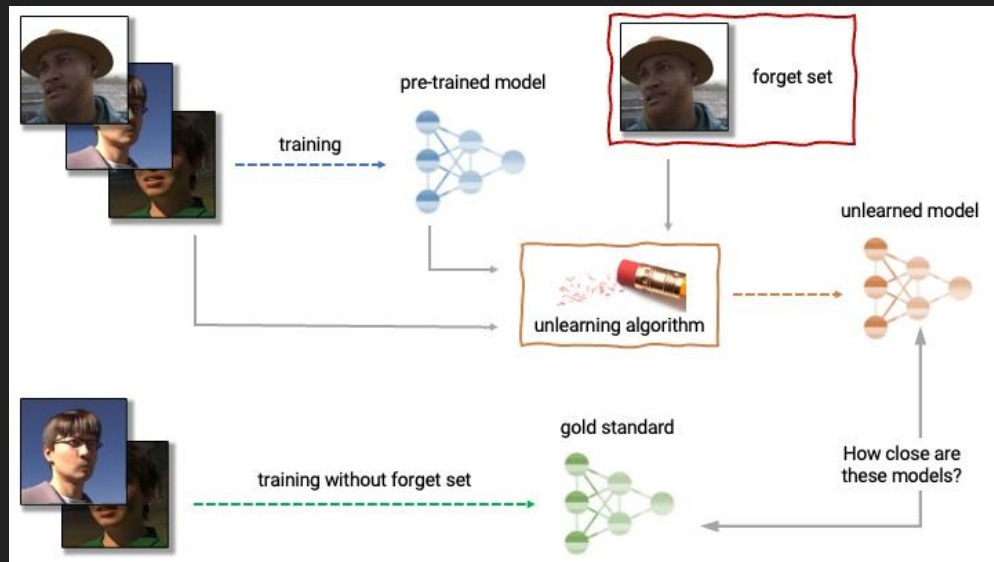 forget set
pre-trained model
training
unlearned model
unlearning algorithm
gold standard
How close are
these models?
training without forget set